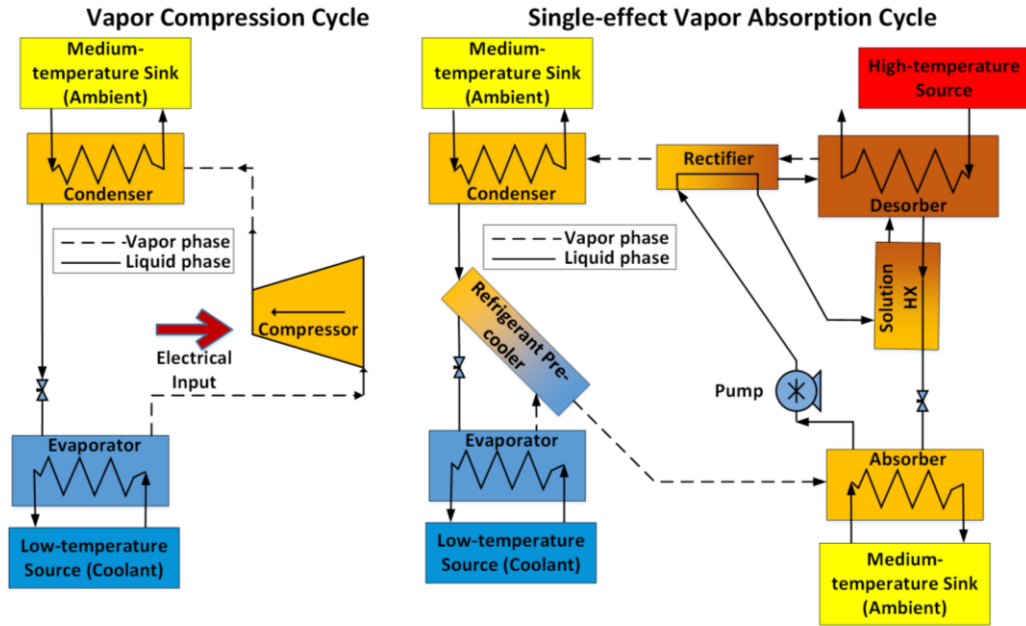 Vapor Compression Cycle
Medium-
temperature Sink
(Ambient)
Condenser
Vapor phase
Liquid phase
Compressor
Electrical
Input
Evaporator
Low-temperature
Source (Coolant)
Single-effect Vapor Absorption Cycle
Medium-
temperature Sink
(Ambient)
High-temperature
Source
Condenser
Rectifier
Desorber
Vapor phase
Liquid phase
Refrigerant Pre-
cooler
Solution
HX
Pump
Evaporator
Absorber
Low-temperature
Source (Coolant)
Medium-
temperature Sink
(Ambient)